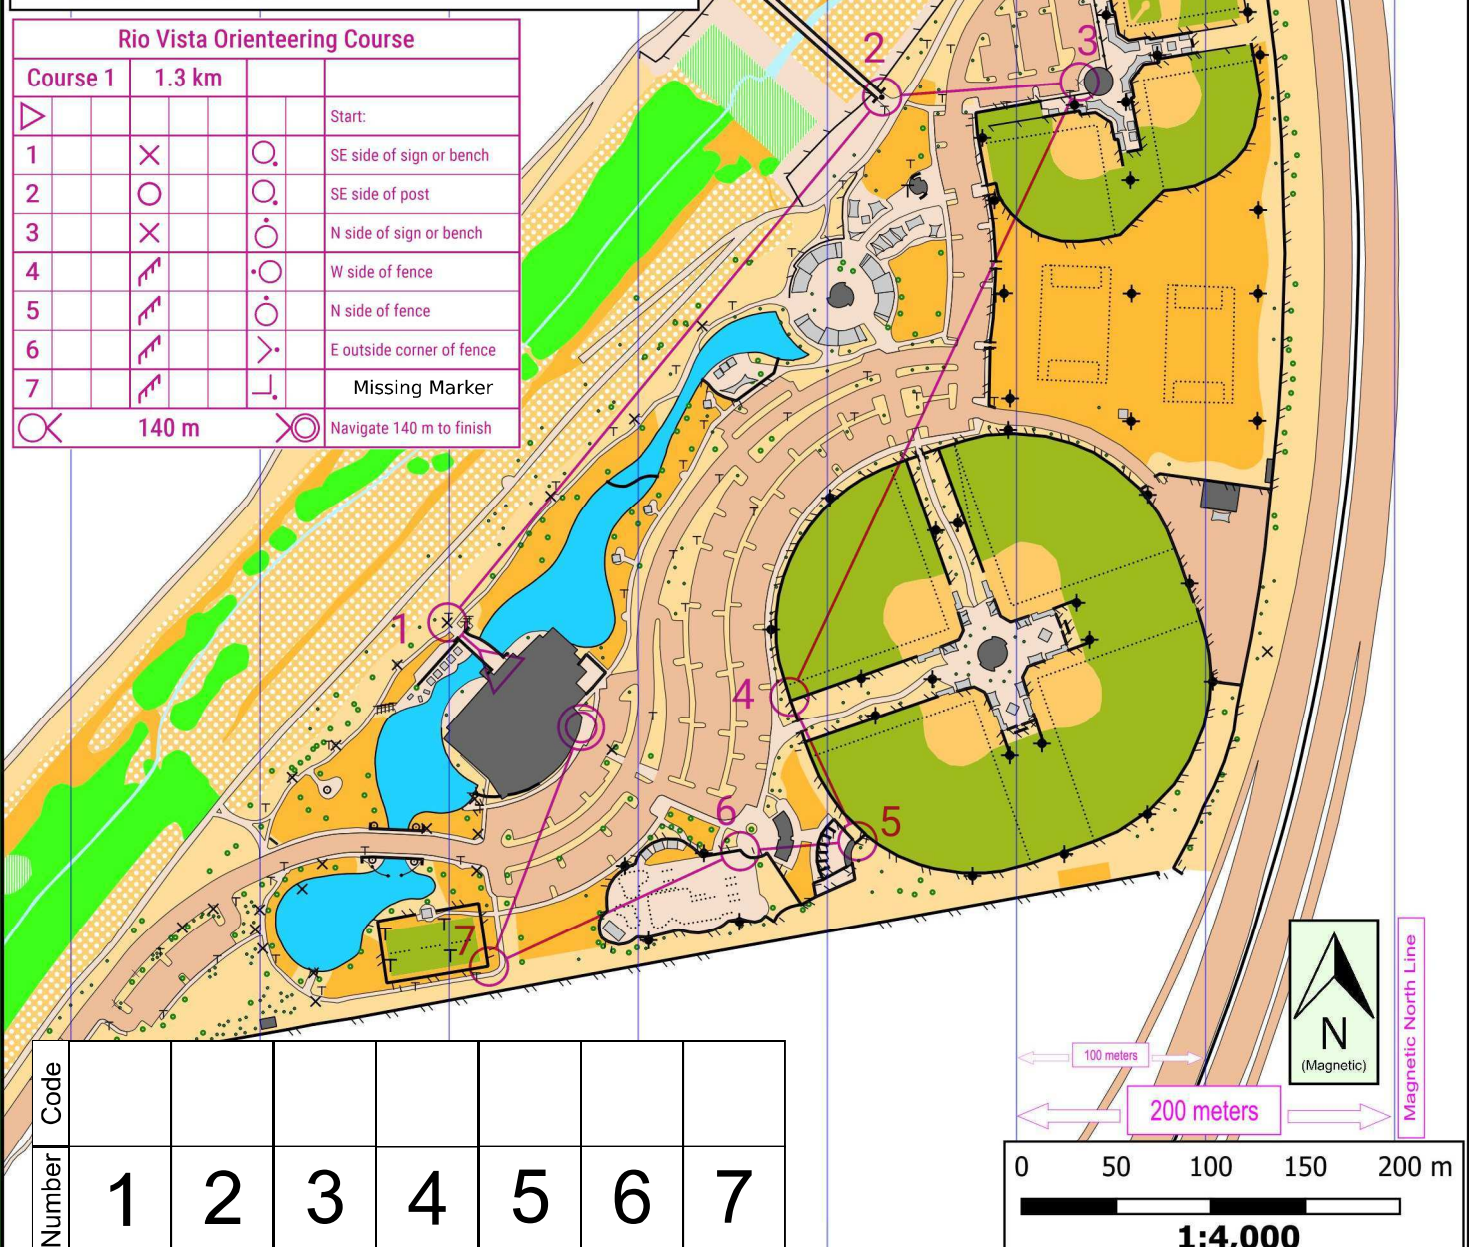 Rio Vista Orienteering Course
Course 1 1.3 km
Start:
1 SE side of sign or bench
2 SE side of post
3 N side of sign or bench
4 W side of fence
5 N side of fence
6 E outside corner of fence
7 Missing Marker
140 m Navigate 140 m to finish
2
3
1
4
6
5
7
N
(Magnetic)
Magnetic North Line
100 meters
200 meters
0 50 100 150 200 m
1:4,000
Code
Number 1 2 3 4 5 6 7